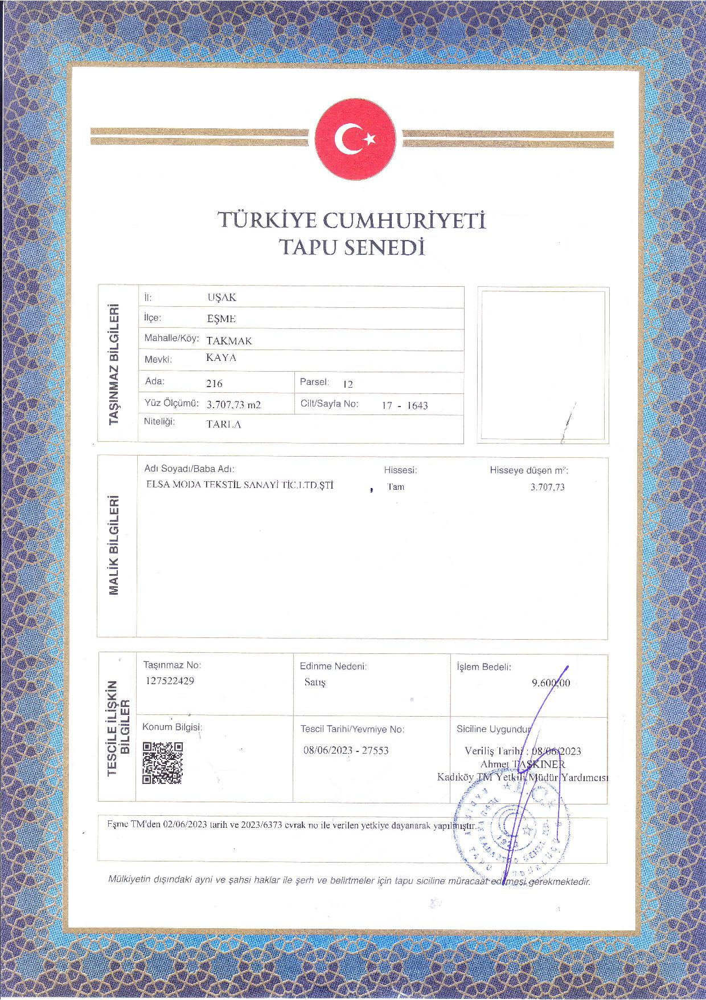 TÜRKİYE CUMHURİYETİ
TAPU SENEDİ
TAŞINMAZ BİLGİLERİ
İl: UŞAK
İlçe: EŞME
Mahalle/Köy: TAKMAK
Mevki: KAYA
Ada: 216 Parsel: 12
Yüz Ölçümü: 3.707,73 m2 Cilt/Sayfa No: 17 - 1643
Niteliği: TARLA
MALİK BİLGİLERİ
Adı Soyadı/Baba Adı: Hissesi: Hisseye düşen m²:
ELSA MODA TEKSTİL SANAYİ TİC.LTD.ŞTİ , Tam 3.707,73
TESCİLE İLİŞKİN
BİLGİLER
Taşınmaz No: Edinme Nedeni: İşlem Bedeli:
127522429 Satış 9.600,00
Konum Bilgisi: Tescil Tarihi/Yevmiye No: Siciline Uygundur
08/06/2023 - 27553 Veriliş Tarihi : 08/06/2023
Ahmet TAŞKINER
Kadıköy TM Yetkili Müdür Yardımcısı
Eşme TM'den 02/06/2023 tarih ve 2023/6373 evrak no ile verilen yetkiye dayanarak yapılmıştır.
Mülkiyetin dışındaki ayni ve şahsi haklar ile şerh ve belirtmeler için tapu siciline müracaat edilmesi gerekmektedir.